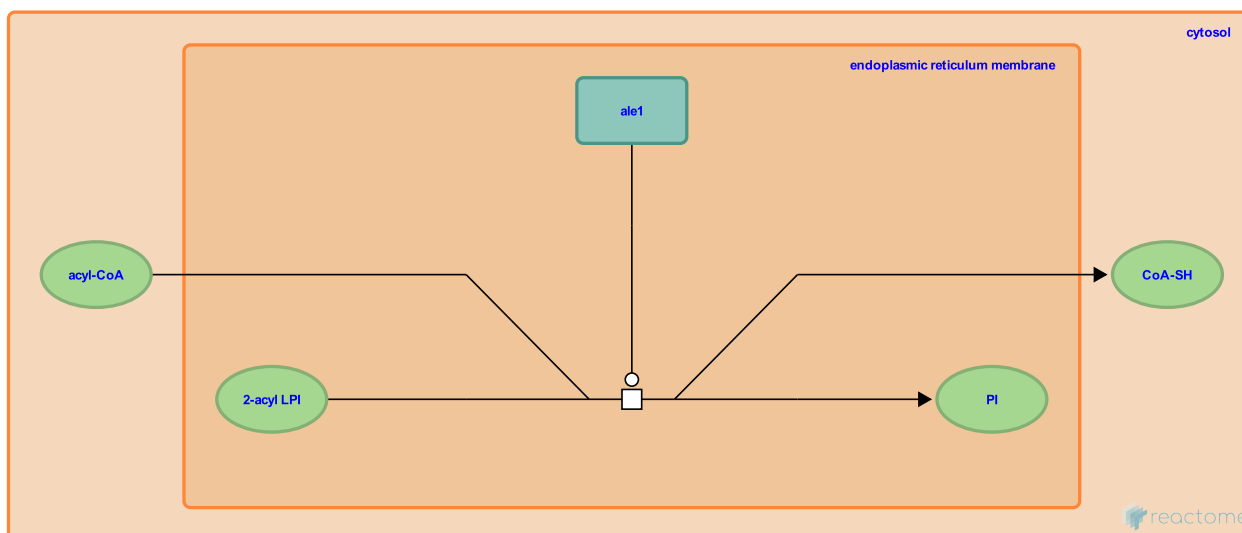 cytosol
endoplasmic reticulum membrane
ale1
acyl-CoA
CoA-SH
2-acyl LPI
PI
reactome